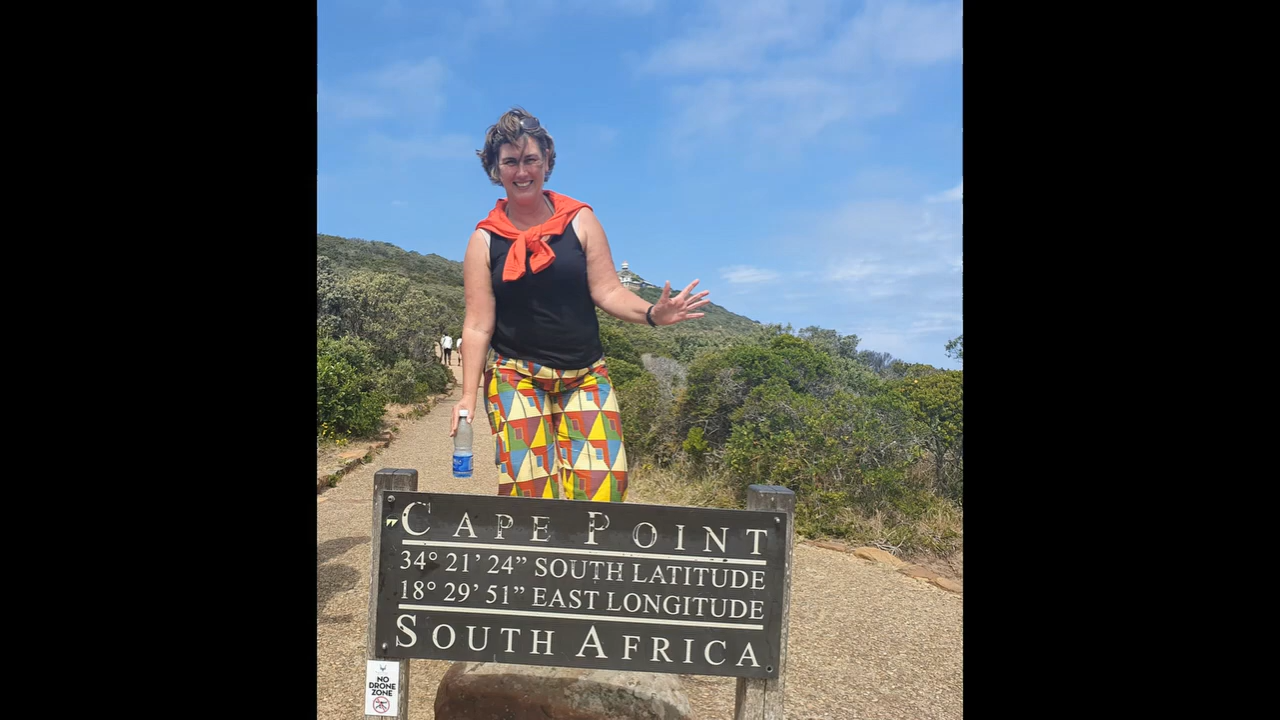 CAPE POINT
34° 21' 24” SOUTH LATITUDE
18° 29' 51” EAST LONGITUDE
SOUTH AFRICA
NO
DRONE
ZONE